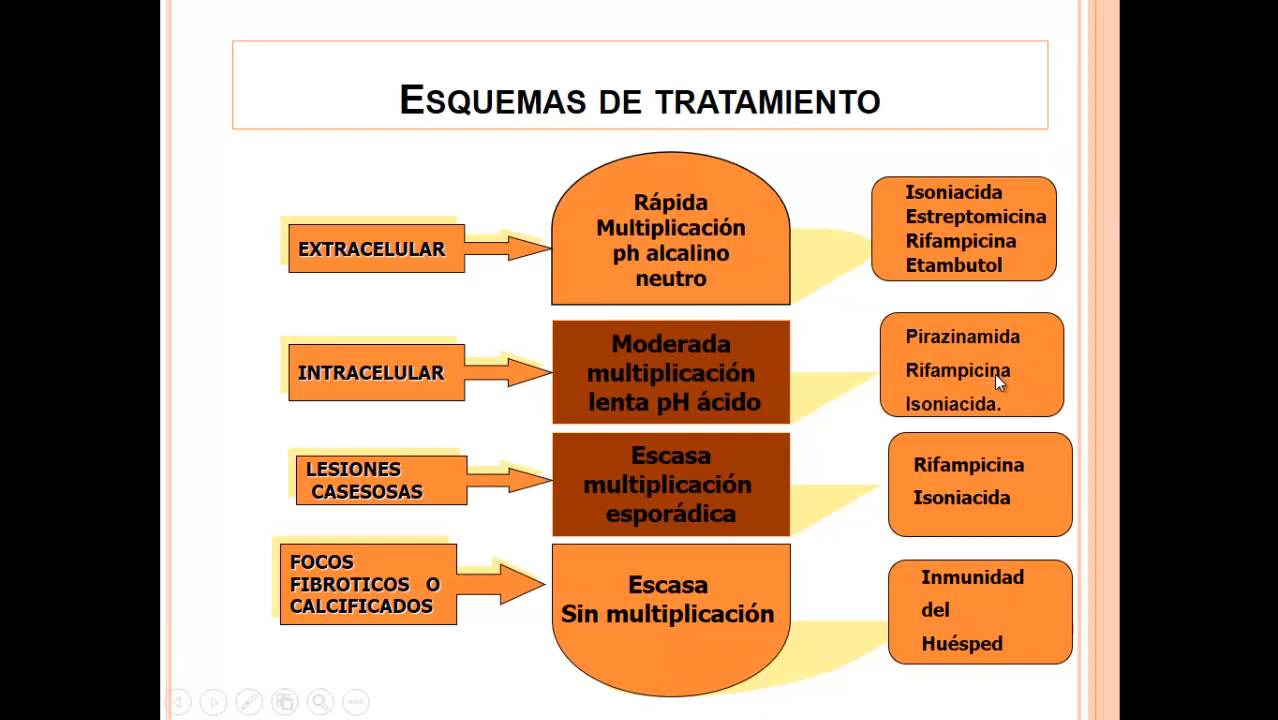 ESQUEMAS DE TRATAMIENTO
EXTRACELULAR
Rápida
Multiplicación
ph alcalino
neutro
Isoniacida
Estreptomicina
Rifampicina
Etambutol
INTRACELULAR
Moderada
multiplicación
lenta pH ácido
Pirazinamida
Rifampicina
Isoniacida.
LESIONES
CASESOSAS
Escasa
multiplicación
esporádica
Rifampicina
Isoniacida
FOCOS
FIBROTICOS O
CALCIFICADOS
Escasa
Sin multiplicación
Inmunidad
del
Huésped